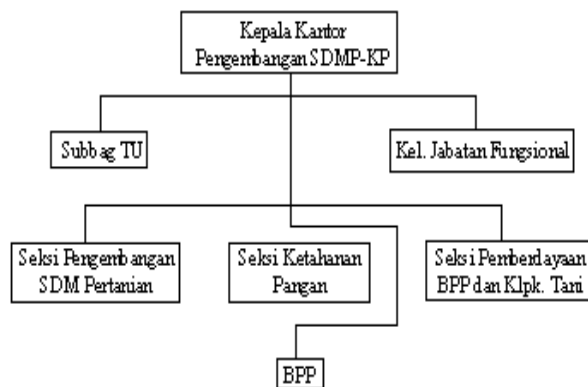 Kepala Kantor
Pengembangan SDMP-KP
Subbag TU
Kel. Jabatan Fungsional
Seksi Pengembangan
SDM Pertanian
Seksi Ketahanan
Pangan
Seksi Pemberdayaan
BPP dan Klpk. Tani
BPP